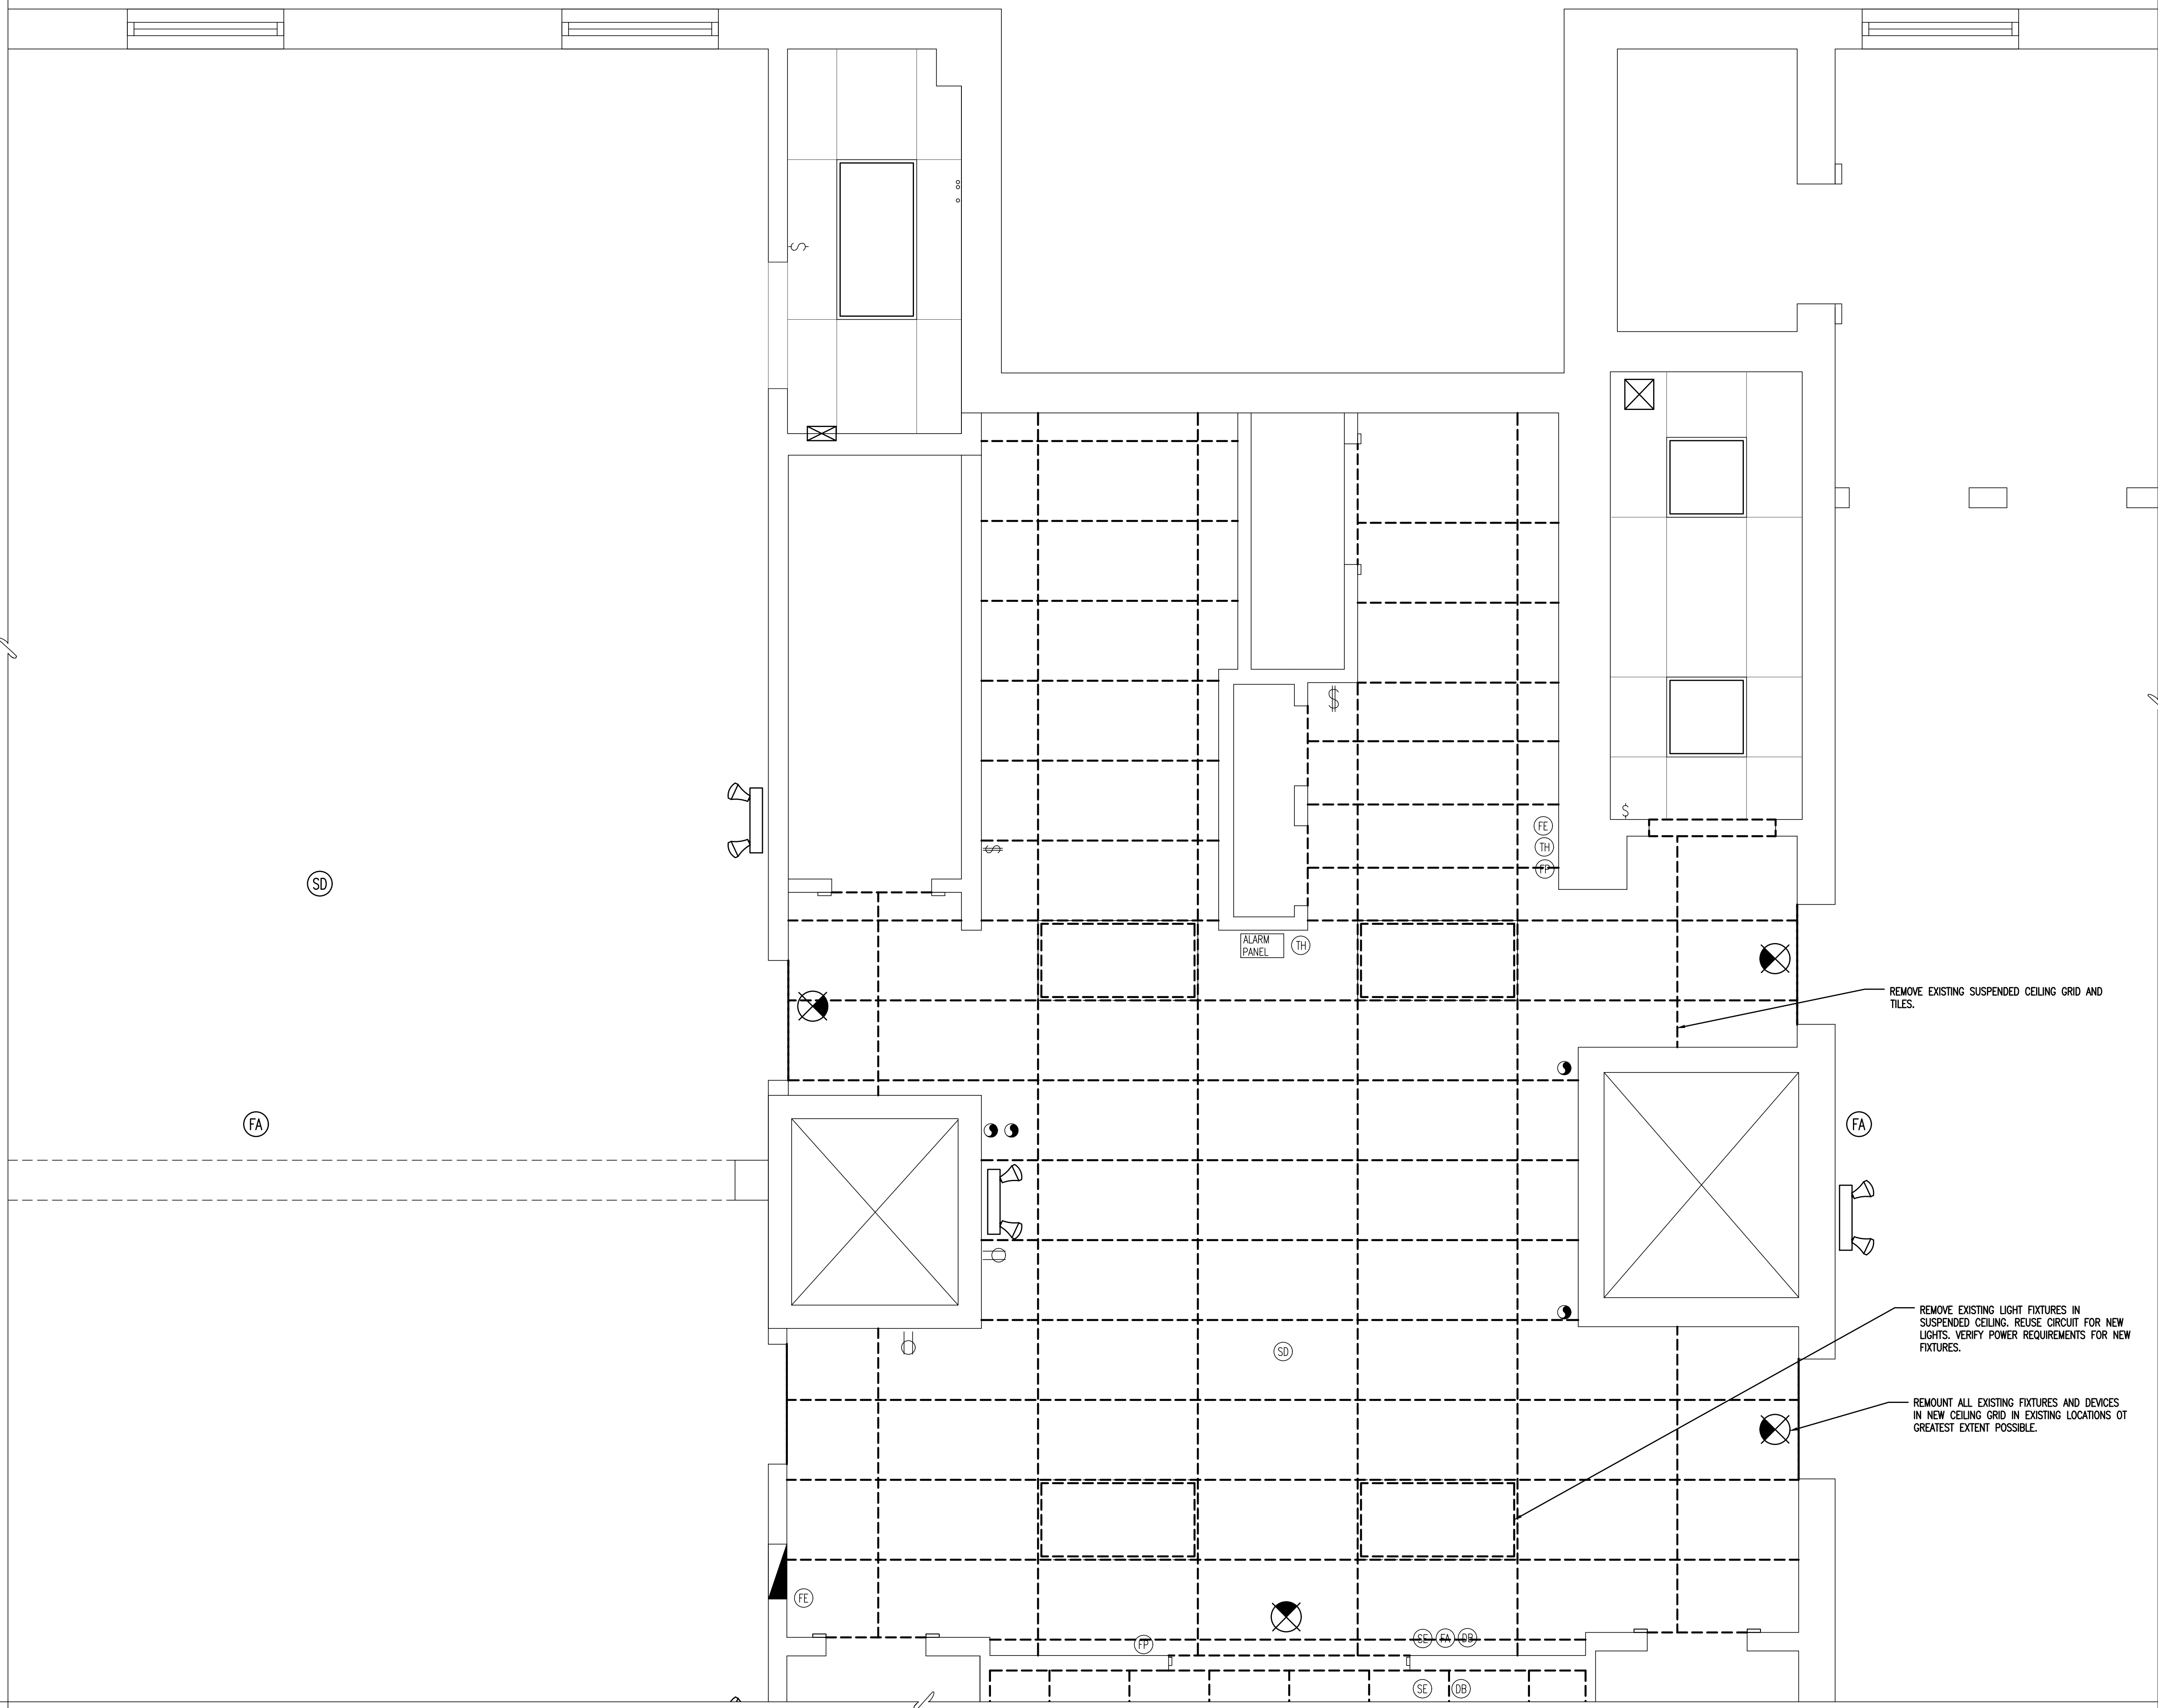 $
$
$
FE
TH
FP
$
SD
ALARM
PANEL
TH
REMOVE EXISTING SUSPENDED CEILING GRID AND
TILES.
FA
FA
REMOVE EXISTING LIGHT FIXTURES IN
SUSPENDED CEILING. REUSE CIRCUIT FOR NEW
LIGHTS. VERIFY POWER REQUIREMENTS FOR NEW
FIXTURES.
SD
REMOUNT ALL EXISTING FIXTURES AND DEVICES
IN NEW CEILING GRID IN EXISTING LOCATIONS OT
GREATEST EXTENT POSSIBLE.
FE
FP
SE FA DB
SE DB